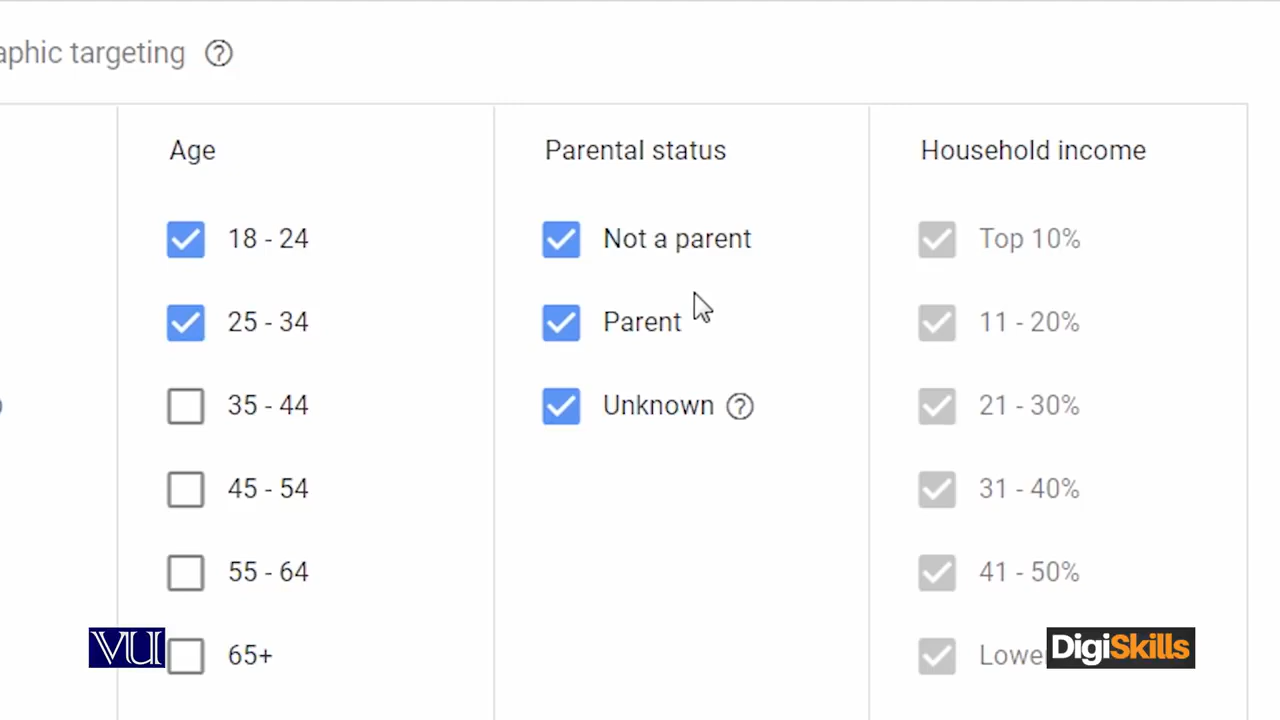 aphic targeting ?
Age
18 - 24
25 - 34
35 - 44
45 - 54
55 - 64
65+
Parental status
Not a parent
Parent
Unknown ?
Household income
Top 10%
11 - 20%
21 - 30%
31 - 40%
41 - 50%
Lowe
VU
DigiSkills